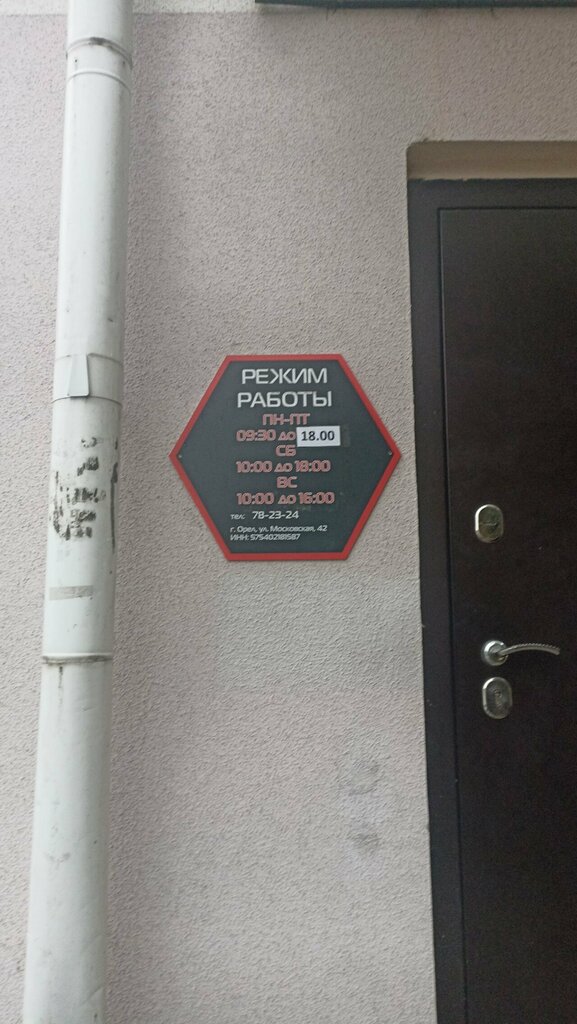 РЕЖИМ
РАБОТЫ
ПН-ПТ
09:30 до 18.00
СБ
10:00 до 18:00
ВС
10:00 до 16:00
тел: 78-23-24
г. Орел, ул. Московская, 42
ИНН: 575402181587